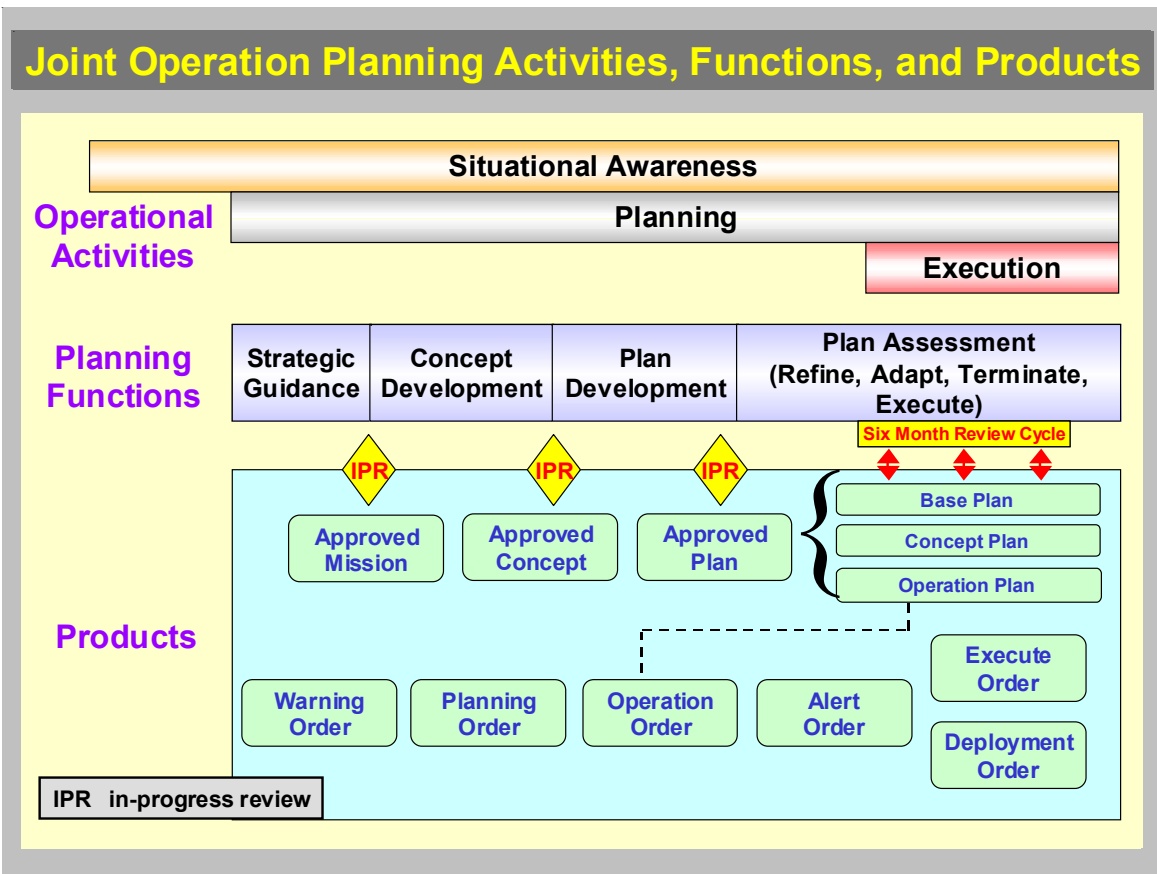 Joint Operation Planning Activities, Functions, and Products
Situational Awareness
Operational
Activities
Planning
Execution
Planning
Functions
Strategic
Guidance
Concept
Development
Plan
Development
Plan Assessment
(Refine, Adapt, Terminate,
Execute)
Six Month Review Cycle
IPR
IPR
IPR
Products
Approved
Mission
Approved
Concept
Approved
Plan
Base Plan
Concept Plan
Operation Plan
Warning
Order
Planning
Order
Operation
Order
Alert
Order
Execute
Order
Deployment
Order
IPR in-progress review